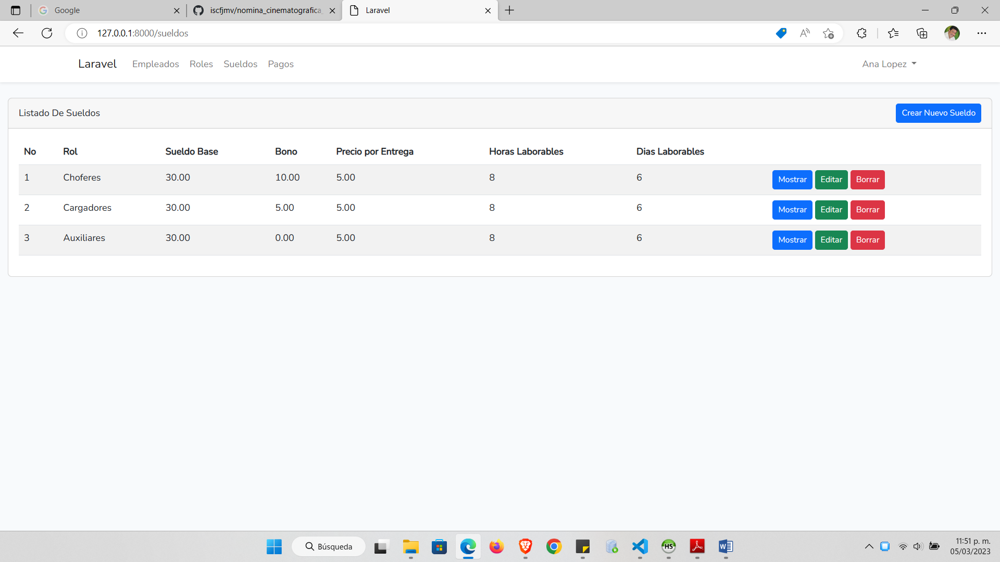 Google
iscfjmv/nomina_cinematografica_
Laravel
127.0.0.1:8000/sueldos
Laravel Empleados Roles Sueldos Pagos Ana Lopez
Listado De Sueldos Crear Nuevo Sueldo
No Rol Sueldo Base Bono Precio por Entrega Horas Laborables Dias Laborables
1 Choferes 30.00 10.00 5.00 8 6 Mostrar Editar Borrar
2 Cargadores 30.00 5.00 5.00 8 6 Mostrar Editar Borrar
3 Auxiliares 30.00 0.00 5.00 8 6 Mostrar Editar Borrar
Búsqueda
HS
W
11:51 p. m.
05/03/2023